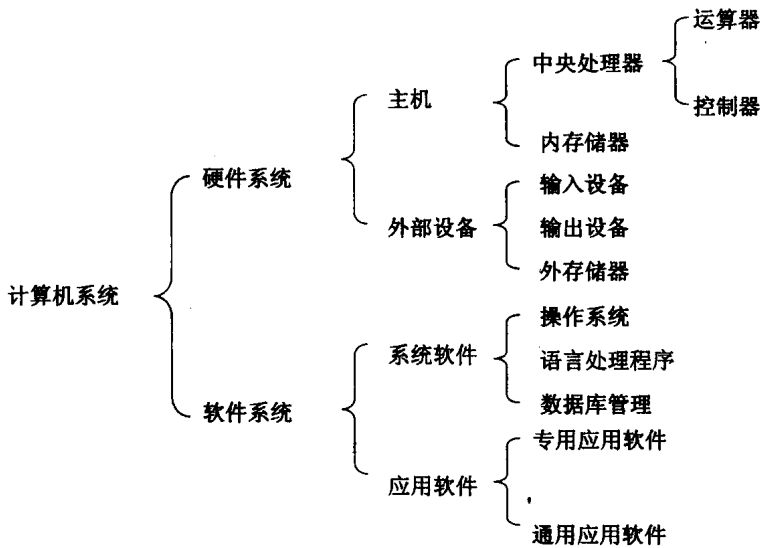 计算机系统
硬件系统
主机
中央处理器
运算器
控制器
内存储器
外部设备
输入设备
输出设备
外存储器
软件系统
系统软件
操作系统
语言处理程序
数据库管理
应用软件
专用应用软件
通用应用软件